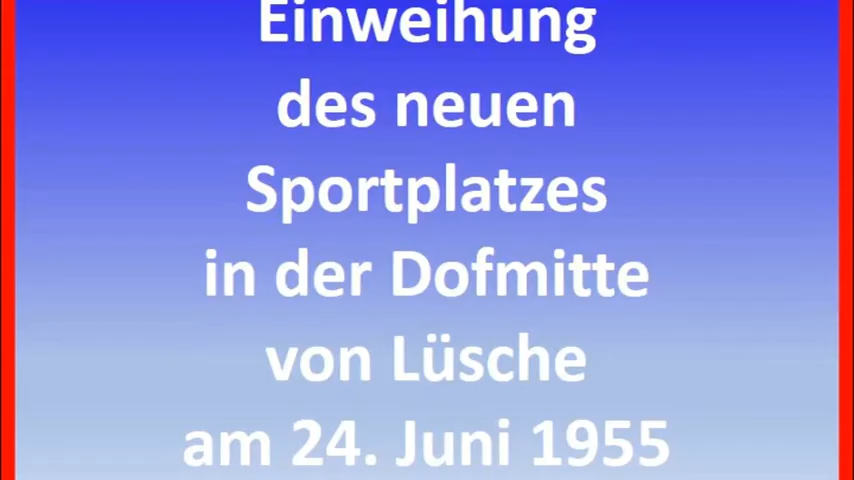 Einweihung
des neuen
Sportplatzes
in der Dofmitte
von Lüsche
am 24. Juni 1955